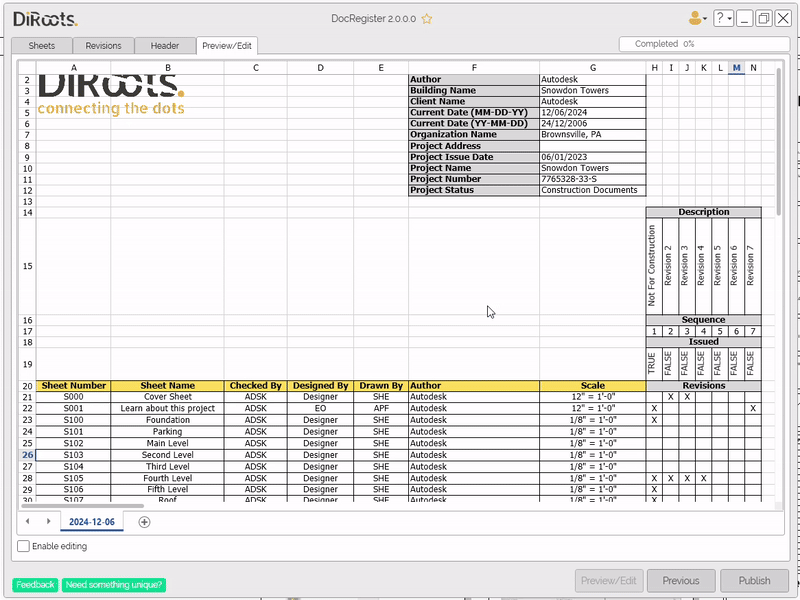 DiRoots.
DocRegister 2.0.0.0
?
Sheets Revisions Header Preview/Edit
Completed 0%
A B C D E F G H I J K L M N
DiRoots.
connecting the dots
2 Author Autodesk
3 Building Name Snowdon Towers
4 Client Name Autodesk
5 Current Date (MM-DD-YY) 12/06/2024
6 Current Date (YY-MM-DD) 24/12/2006
7 Organization Name Brownsville, PA
8 Project Address
9 Project Issue Date 06/01/2023
10 Project Name Snowdon Towers
11 Project Number 7765328-33-S
12 Project Status Construction Documents
13
14 Description
15 Not For Construction Revision 2 Revision 3 Revision 4 Revision 5 Revision 6 Revision 7
16 Sequence
17 1 2 3 4 5 6 7
18 Issued
19 TRUE FALSE FALSE FALSE FALSE FALSE FALSE
20 Sheet Number Sheet Name Checked By Designed By Drawn By Author Scale Revisions
21 S000 Cover Sheet ADSK Designer SHE Autodesk 12" = 1'-0" X X
22 S001 Learn about this project ADSK EO APF Autodesk 12" = 1'-0" X X
23 S100 Foundation ADSK Designer SHE Autodesk 1/8" = 1'-0" X
24 S101 Parking ADSK Designer SHE Autodesk 1/8" = 1'-0"
25 S102 Main Level ADSK Designer SHE Autodesk 1/8" = 1'-0"
26 S103 Second Level ADSK Designer SHE Autodesk 1/8" = 1'-0"
27 S104 Third Level ADSK Designer SHE Autodesk 1/8" = 1'-0"
28 S105 Fourth Level ADSK Designer SHE Autodesk 1/8" = 1'-0" X X X X
29 S106 Fifth Level ADSK Designer SHE Autodesk 1/8" = 1'-0" X
30 S107 Roof ADSK Designer SHE Autodesk 1/8" = 1'-0" X
2024-12-06
Enable editing
Feedback Need something unique? Preview/Edit Previous Publish